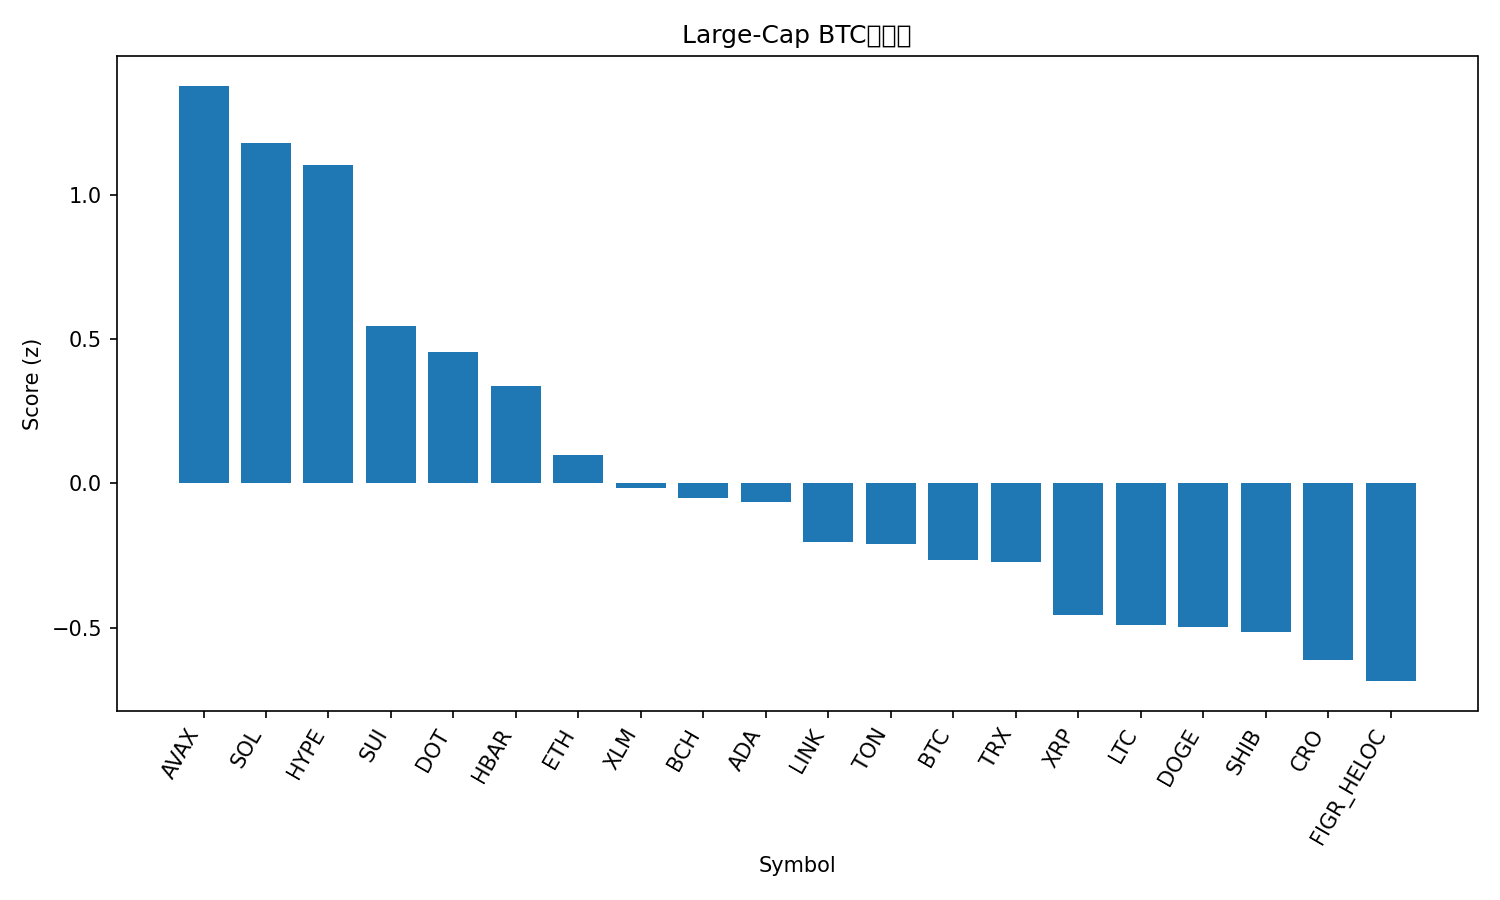 Large-Cap BTC
Score (z)
1.0
0.5
0.0
−0.5
AVAX
SOL
HYPE
SUI
DOT
HBAR
ETH
XLM
BCH
ADA
LINK
TON
BTC
TRX
XRP
LTC
DOGE
SHIB
CRO
FIGR_HELOC
Symbol